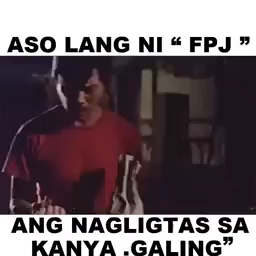 ASO LANG NI “ FPJ ”
ANG NAGLIGTAS SA
KANYA .GALING”